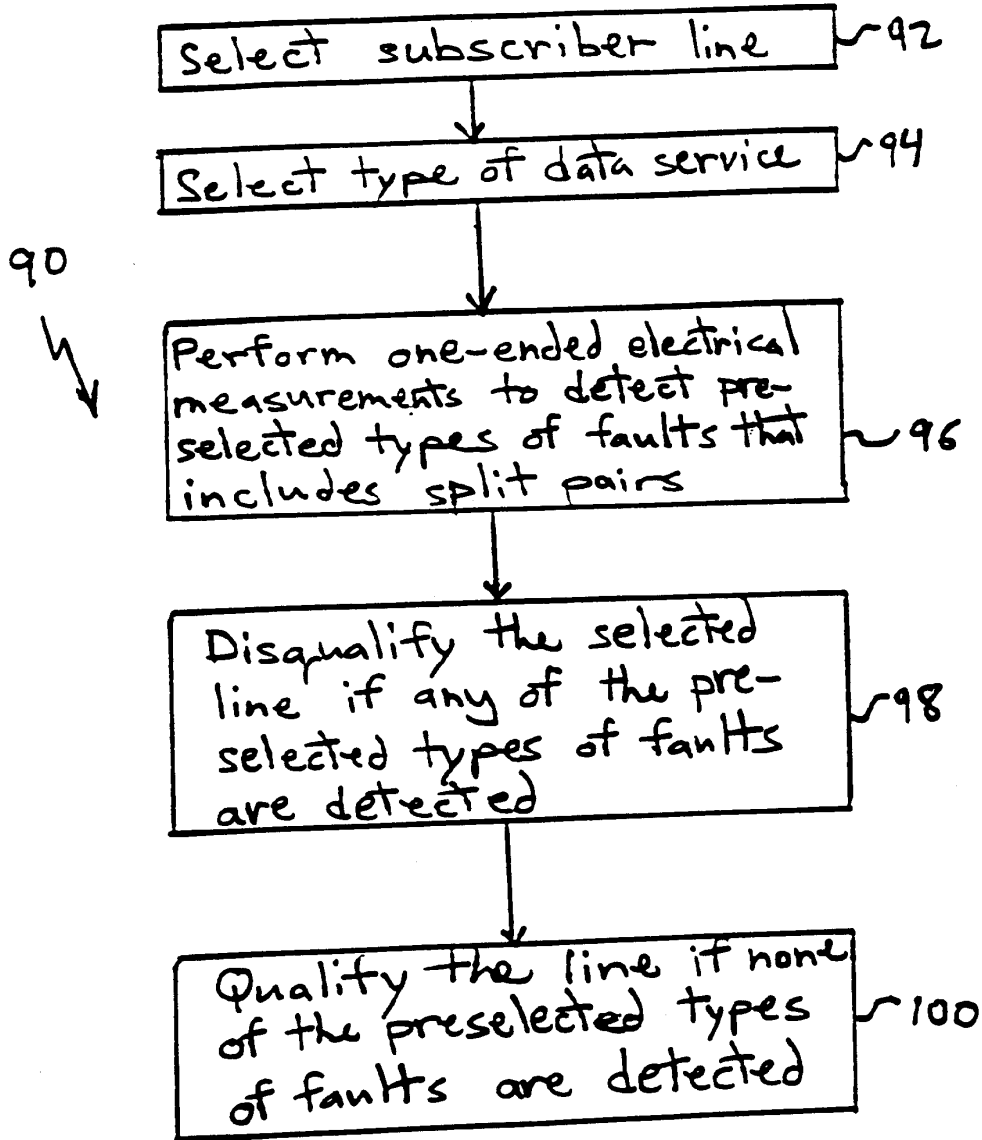 Select subscriber line
92
Select type of data service
94
90
Perform one-ended electrical
measurements to detect pre-
selected types of faults that
includes split pairs
96
Disqualify the selected
line if any of the pre-
selected types of faults
are detected
98
Qualify the line if none
of the preselected types
of faults are detected
100